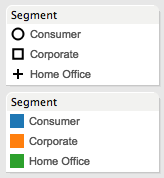 Segment
Consumer
Corporate
Home Office
Segment
Consumer
Corporate
Home Office